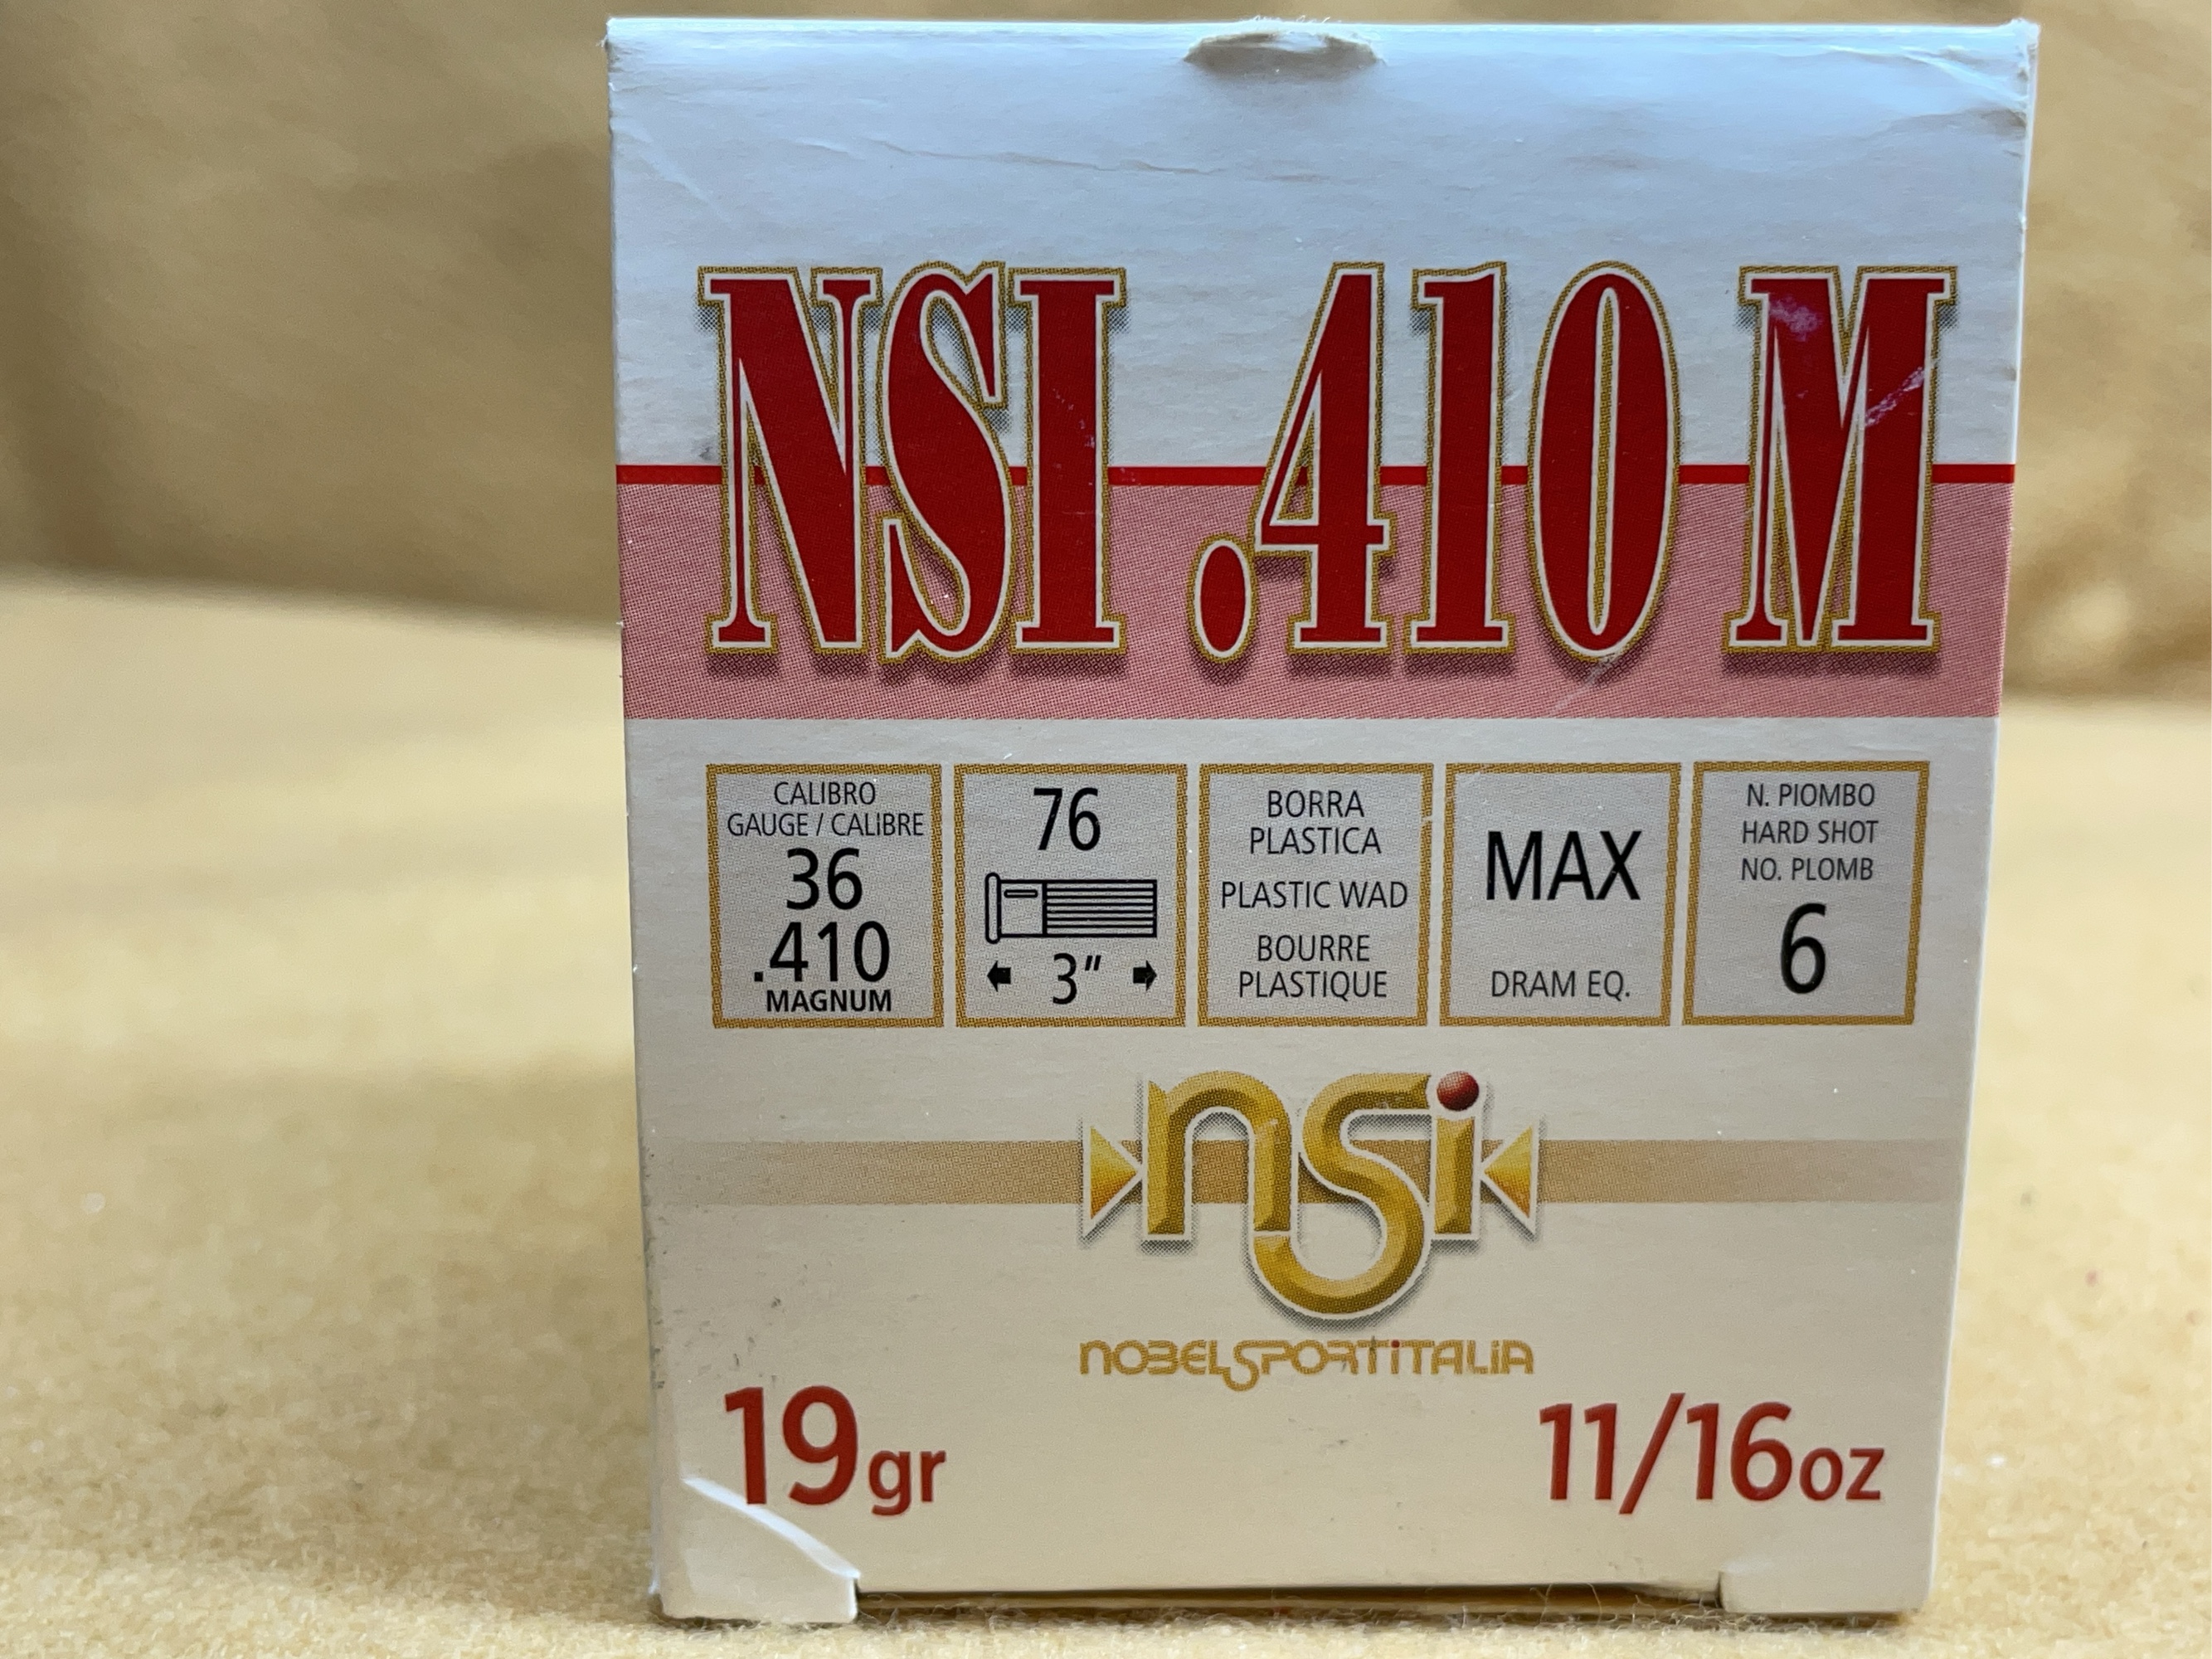 NSI .410 M
CALIBRO
GAUGE / CALIBRE
36
.410
MAGNUM
76
3"
BORRA
PLASTICA
PLASTIC WAD
BOURRE
PLASTIQUE
MAX
DRAM EQ.
N. PIOMBO
HARD SHOT
NO. PLOMB
6
nsi
NOBELSPORTITALIA
19gr
11/16oz